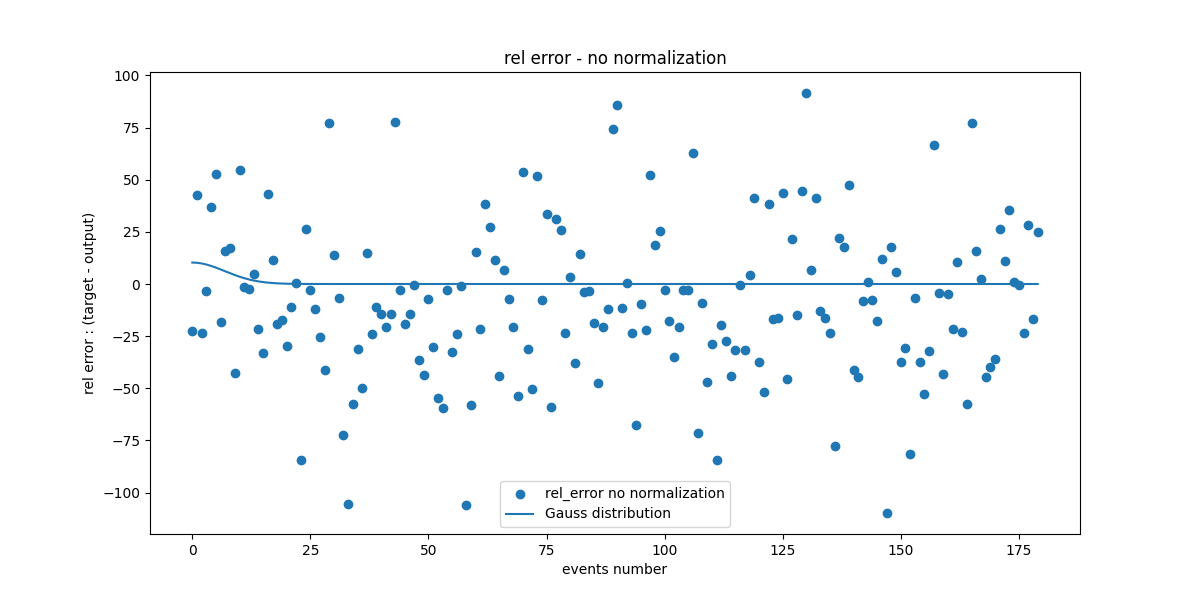 rel error - no normalization
100
75
50
25
0
−25
−50
−75
−100
rel error : (target - output)
rel_error no normalization
Gauss distribution
0 25 50 75 100 125 150 175
events number